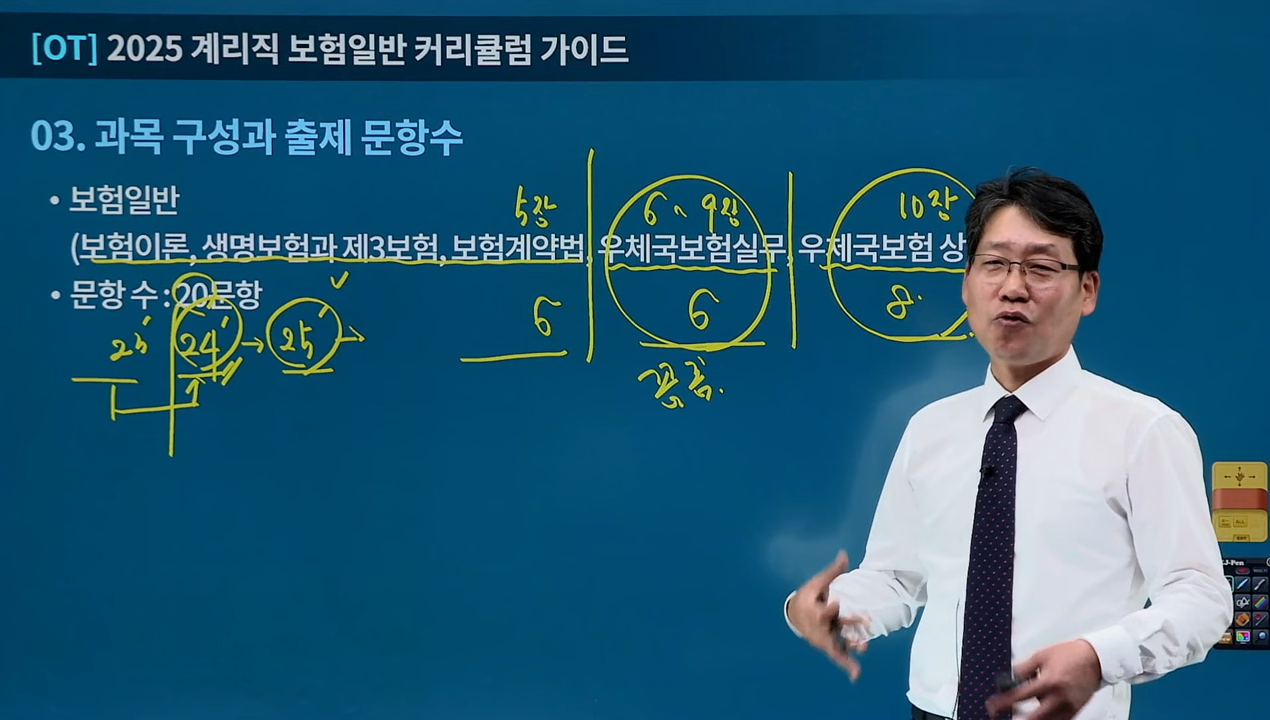 [OT] 2025 계리직 보험일반 커리큘럼 가이드
03. 과목 구성과 출제 문항수
• 보험일반
5장 6、9장 10장
(보험이론, 생명보험과 제3보험, 보험계약법, 우체국보험실무, 우체국보험 상
• 문항 수 : 20문항
6 6 8
23' 24' → 25' →